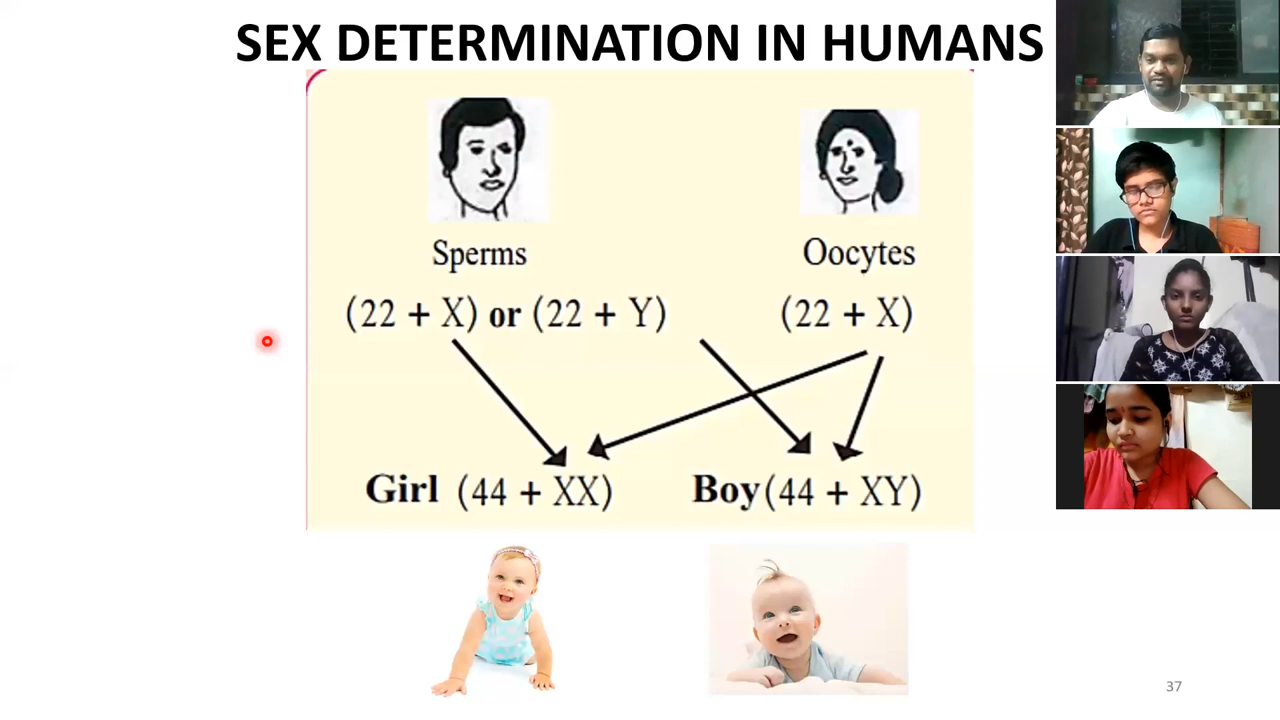 SEX DETERMINATION IN HUMANS
Sperms
Oocytes
(22 + X) or (22 + Y)
(22 + X)
Girl (44 + XX)
Boy (44 + XY)
37